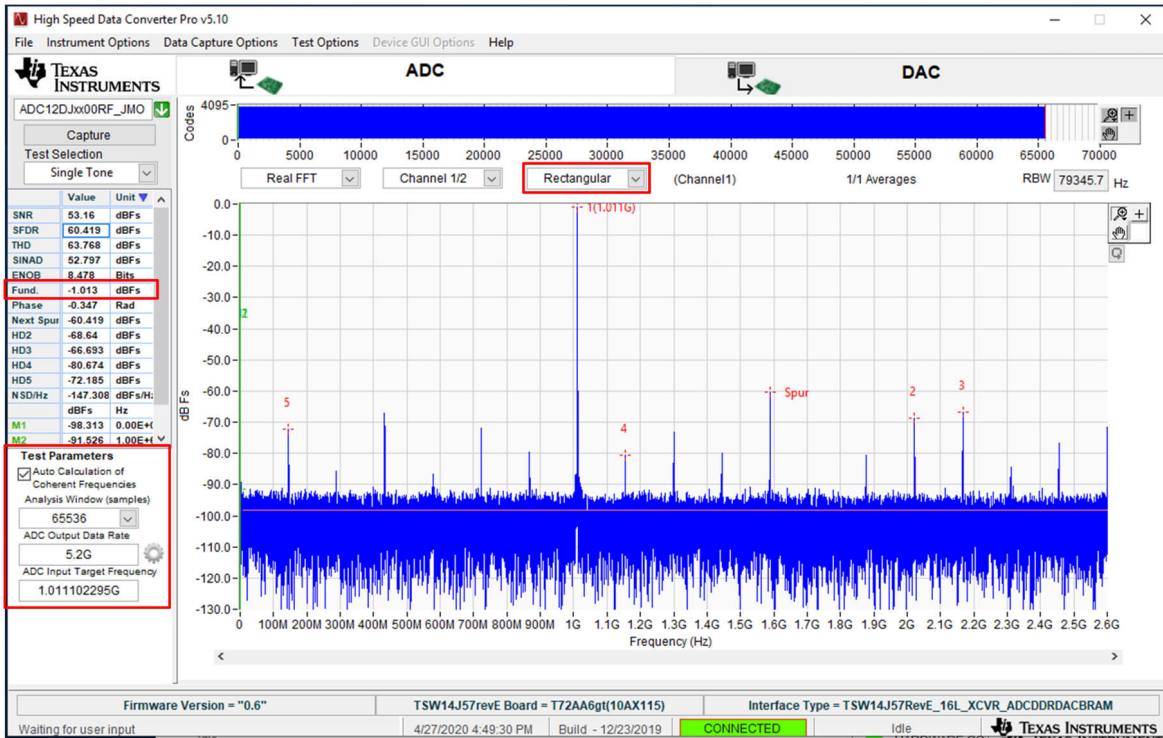 High Speed Data Converter Pro v5.10
File Instrument Options Data Capture Options Test Options Device GUI Options Help
TEXAS INSTRUMENTS
ADC
DAC
ADC12DJxx00RF_JMO
Capture
Test Selection
Single Tone
Value Unit
SNR 53.16 dBFs
SFDR 60.419 dBFs
THD 63.768 dBFs
SINAD 52.797 dBFs
ENOB 8.478 Bits
Fund. -1.013 dBFs
Phase -0.347 Rad
Next Spur -60.419 dBFs
HD2 -68.64 dBFs
HD3 -66.693 dBFs
HD4 -80.674 dBFs
HD5 -72.185 dBFs
NSD/Hz -147.308 dBFs/H
dBFs Hz
M1 -98.313 0.00E+0
M2 -91.526 1.00E+6
Test Parameters
Auto Calculation of
Coherent Frequencies
Analysis Window (samples)
65536
ADC Output Data Rate
5.2G
ADC Input Target Frequency
1.011102295G
Codes
4095
0
0 5000 10000 15000 20000 25000 30000 35000 40000 45000 50000 55000 60000 65000 70000
Real FFT Channel 1/2 Rectangular (Channel1) 1/1 Averages RBW 79345.7 Hz
dBFs
0.0
-10.0
-20.0
-30.0
-40.0
-50.0
-60.0
-70.0
-80.0
-90.0
-100.0
-110.0
-120.0
-130.0
1(1.011G)
2
5
4
Spur
2
3
0 100M 200M 300M 400M 500M 600M 700M 800M 900M 1G 1.1G 1.2G 1.3G 1.4G 1.5G 1.6G 1.7G 1.8G 1.9G 2G 2.1G 2.2G 2.3G 2.4G 2.5G 2.6G
Frequency (Hz)
Firmware Version = "0.6"
TSW14J57revE Board = T72AA6gt(10AX115)
Interface Type = TSW14J57RevE_16L_XCVR_ADCDDRDACBRAM
Waiting for user input
4/27/2020 4:49:30 PM
Build - 12/23/2019
CONNECTED
Idle
TEXAS INSTRUMENTS